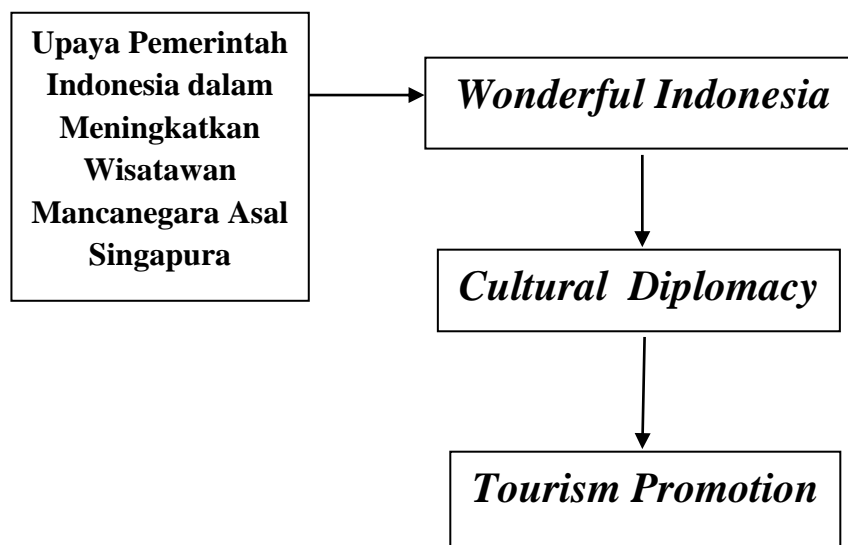 Upaya Pemerintah
Indonesia dalam
Meningkatkan
Wisatawan
Mancanegara Asal
Singapura
Wonderful Indonesia
Cultural Diplomacy
Tourism Promotion